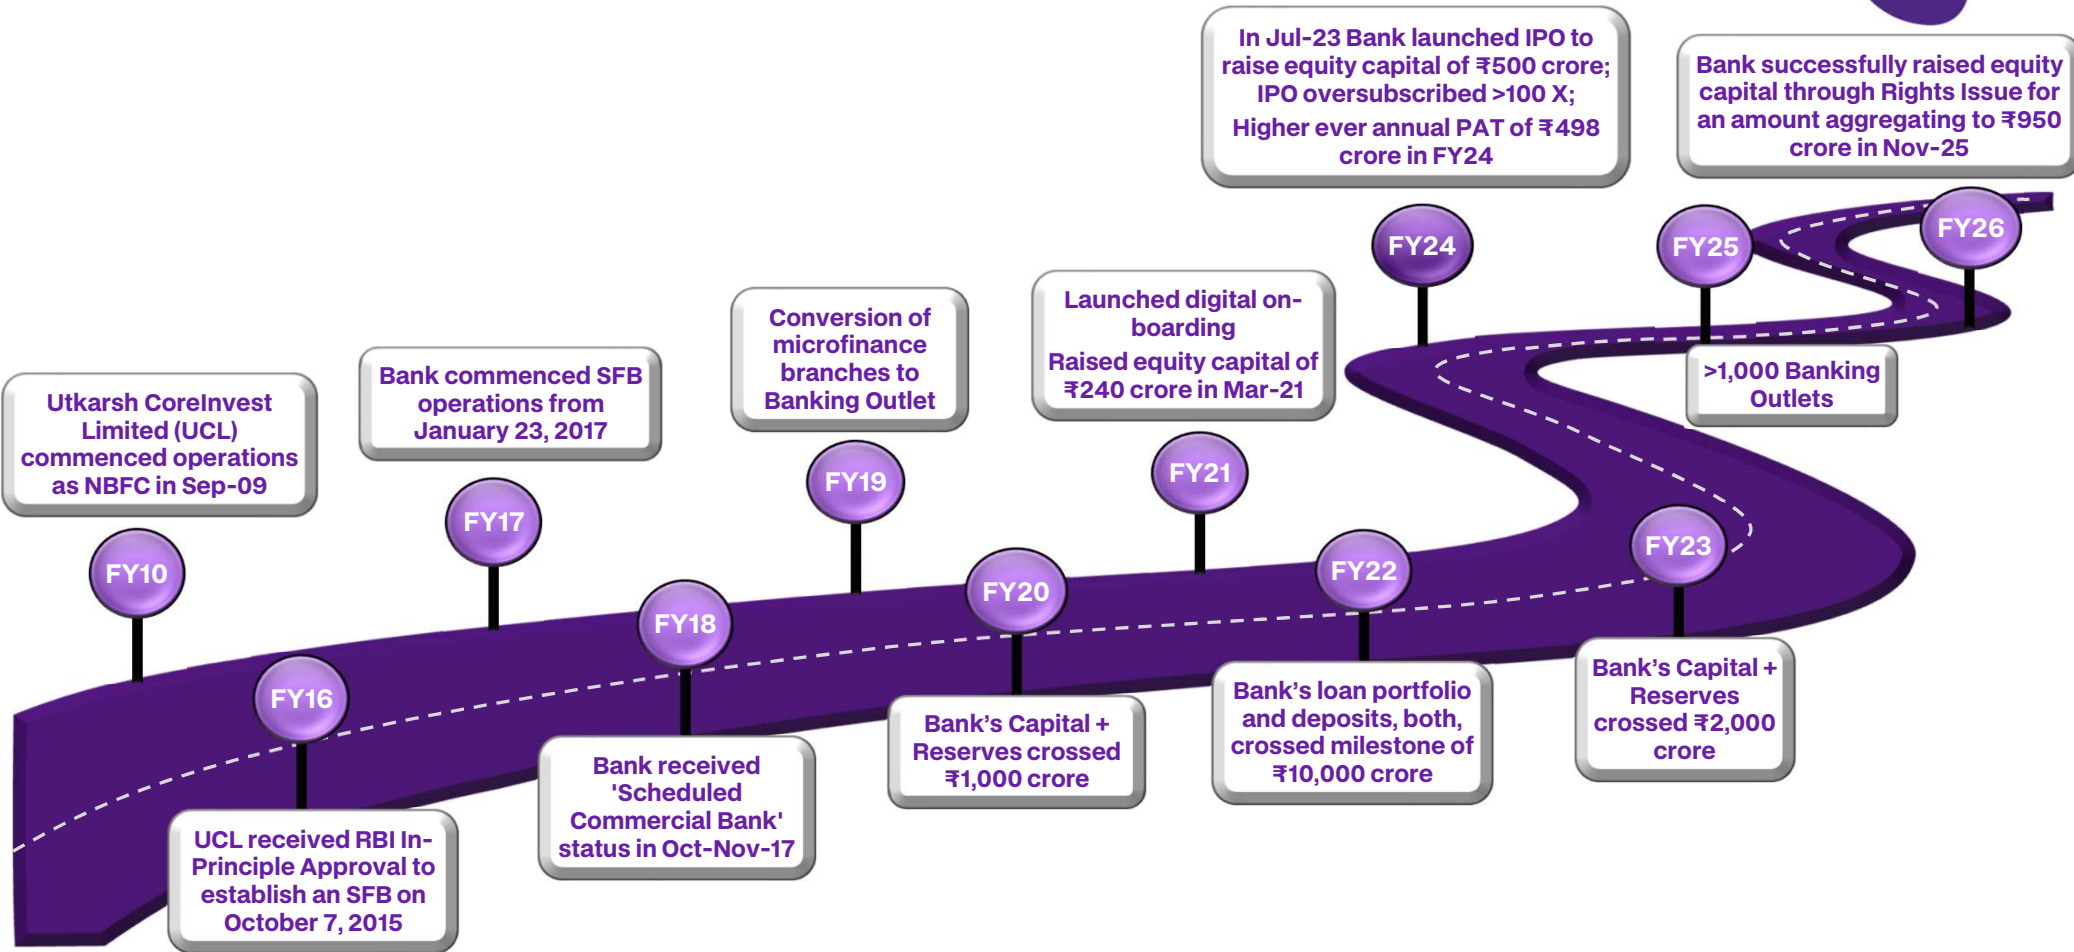 Utkarsh CoreInvest
Limited (UCL)
commenced operations
as NBFC in Sep-09
FY10
FY16
UCL received RBI In-
Principle Approval to
establish an SFB on
October 7, 2015
Bank commenced SFB
operations from
January 23, 2017
FY17
FY18
Bank received
'Scheduled
Commercial Bank'
status in Oct-Nov-17
Conversion of
microfinance
branches to
Banking Outlet
FY19
FY20
Bank’s Capital +
Reserves crossed
₹1,000 crore
Launched digital on-
boarding
Raised equity capital of
₹240 crore in Mar-21
FY21
FY22
Bank’s loan portfolio
and deposits, both,
crossed milestone of
₹10,000 crore
FY23
Bank’s Capital +
Reserves
crossed ₹2,000
crore
In Jul-23 Bank launched IPO to
raise equity capital of ₹500 crore;
IPO oversubscribed >100 X;
Higher ever annual PAT of ₹498
crore in FY24
FY24
FY25
>1,000 Banking
Outlets
Bank successfully raised equity
capital through Rights Issue for
an amount aggregating to ₹950
crore in Nov-25
FY26